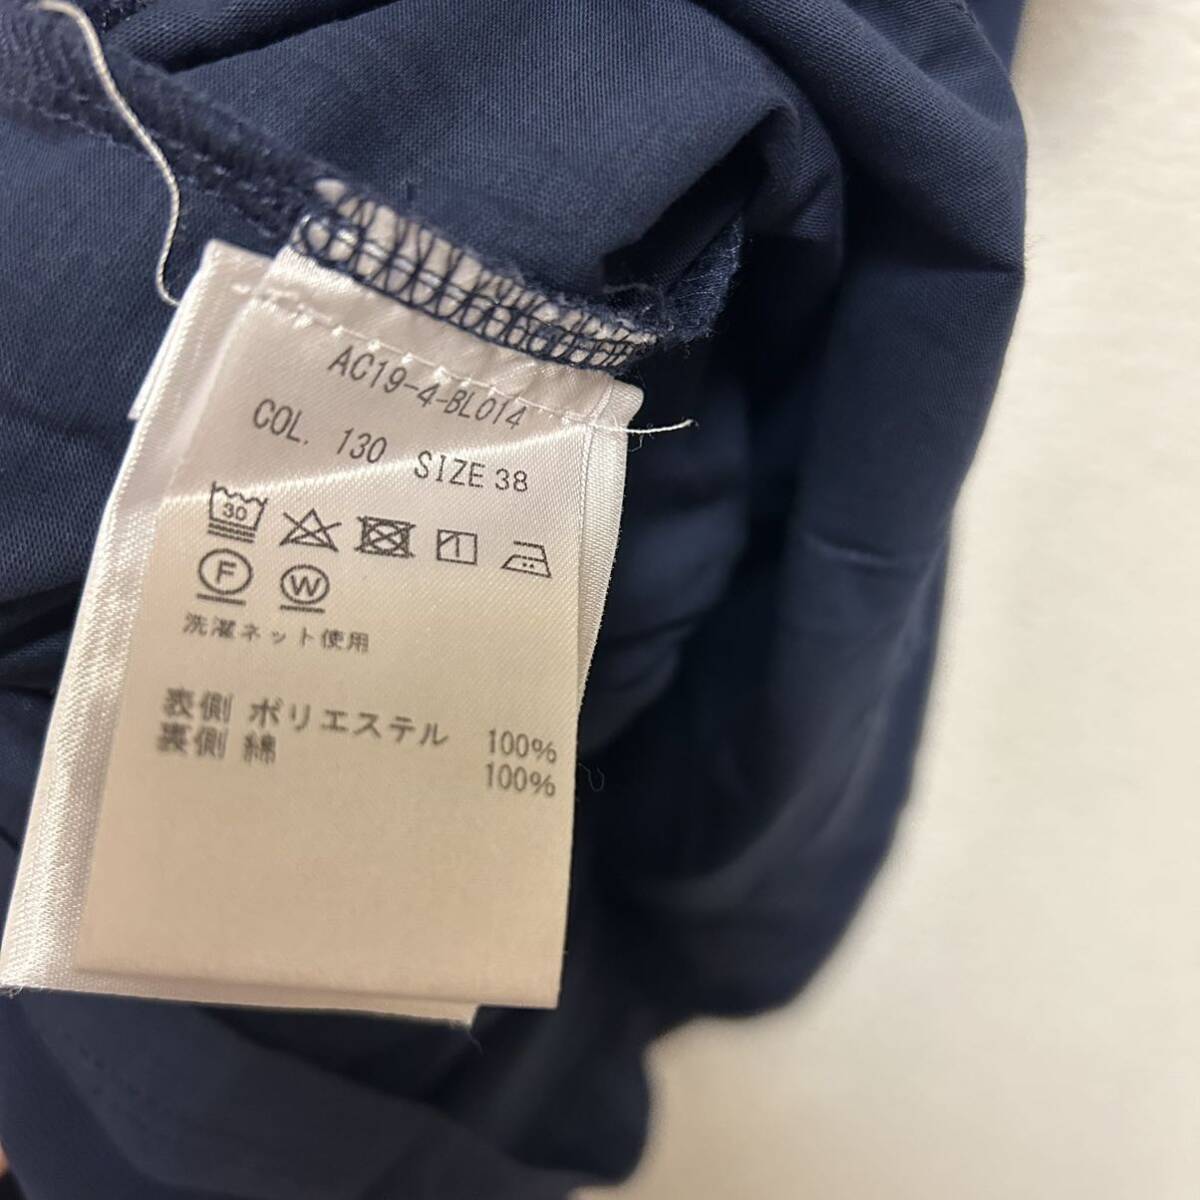 AC19-4-BL014
COL. 130 SIZE 38
30
F W
洗濯ネット使用
表側 ポリエステル 100%
裏側 綿 100%